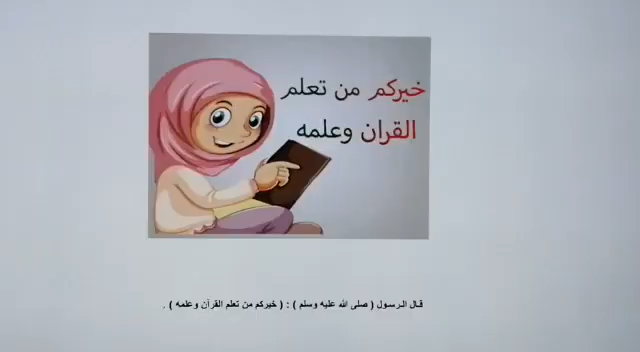 خيركم من تعلم
القران وعلمه
قال الرسول ( صلى الله عليه وسلم ) : ( خيركم من تعلم القرآن وعلمه ) .